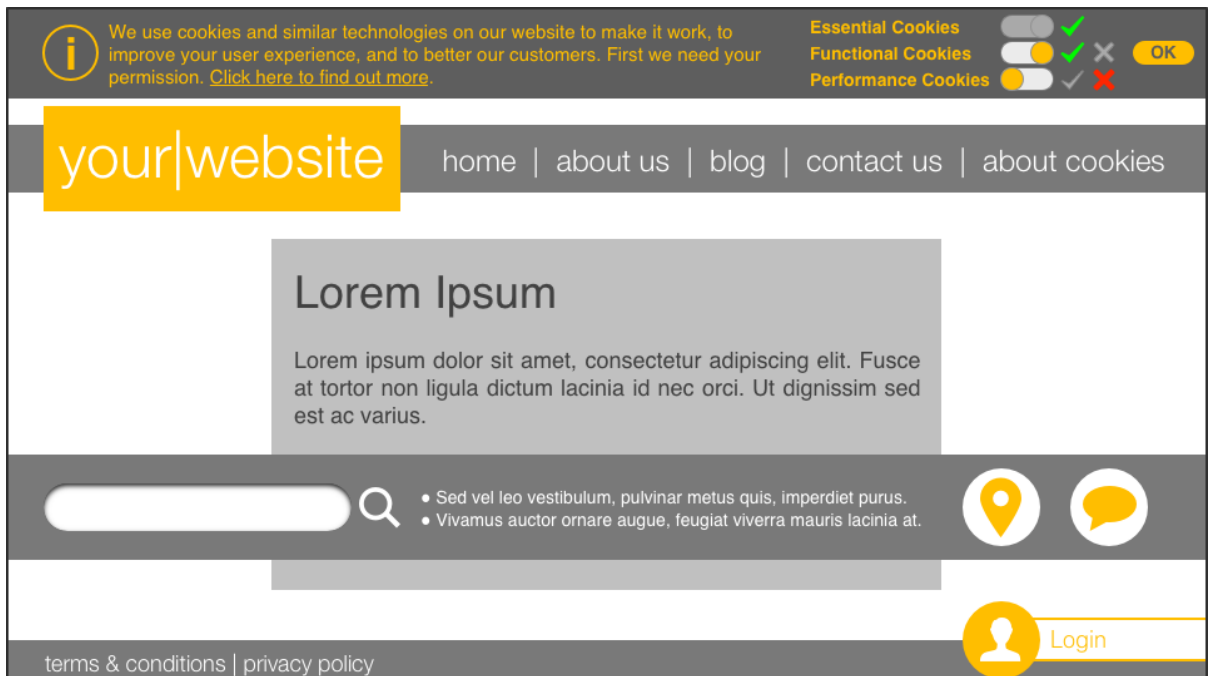 We use cookies and similar technologies on our website to make it work, to
improve your user experience, and to better our customers. First we need your
permission. Click here to find out more.
Essential Cookies
Functional Cookies
Performance Cookies
OK
your|website
home | about us | blog | contact us | about cookies
Lorem Ipsum
Lorem ipsum dolor sit amet, consectetur adipiscing elit. Fusce
at tortor non ligula dictum lacinia id nec orci. Ut dignissim sed
est ac varius.
• Sed vel leo vestibulum, pulvinar metus quis, imperdiet purus.
• Vivamus auctor ornare augue, feugiat viverra mauris lacinia at.
Login
terms & conditions | privacy policy